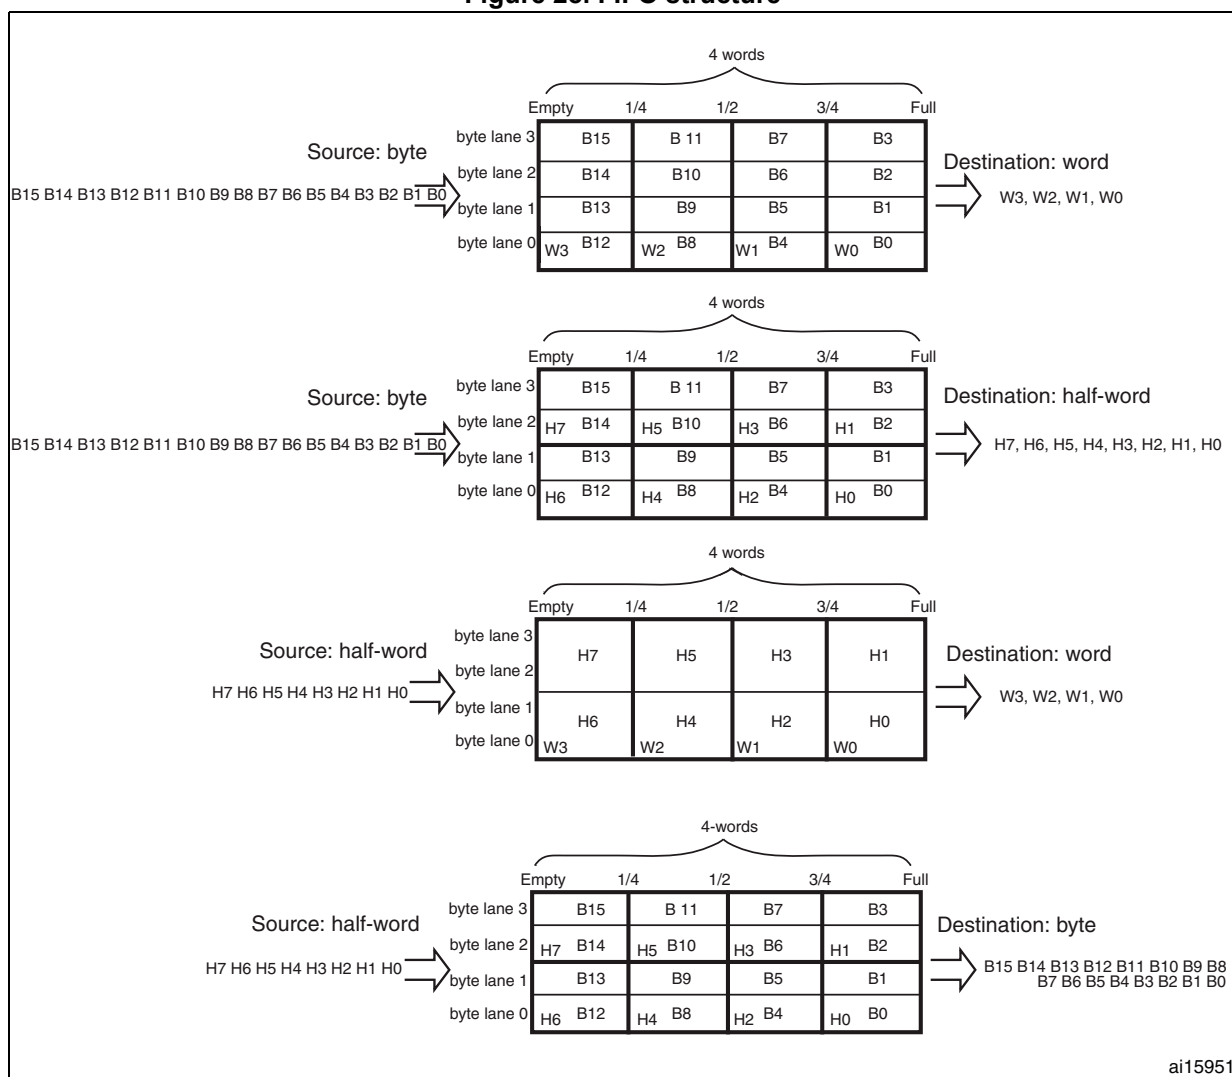 4 words
Empty 1/4 1/2 3/4 Full
Source: byte
B15 B14 B13 B12 B11 B10 B9 B8 B7 B6 B5 B4 B3 B2 B1 B0
byte lane 3 B15 B 11 B7 B3
byte lane 2 B14 B10 B6 B2
byte lane 1 B13 B9 B5 B1
byte lane 0 W3 B12 W2 B8 W1 B4 W0 B0
Destination: word
W3, W2, W1, W0
4 words
Empty 1/4 1/2 3/4 Full
Source: byte
B15 B14 B13 B12 B11 B10 B9 B8 B7 B6 B5 B4 B3 B2 B1 B0
byte lane 3 B15 B 11 B7 B3
byte lane 2 H7 B14 H5 B10 H3 B6 H1 B2
byte lane 1 B13 B9 B5 B1
byte lane 0 H6 B12 H4 B8 H2 B4 H0 B0
Destination: half-word
H7, H6, H5, H4, H3, H2, H1, H0
4 words
Empty 1/4 1/2 3/4 Full
Source: half-word
H7 H6 H5 H4 H3 H2 H1 H0
byte lane 3
H7 H5 H3 H1
byte lane 2
byte lane 1
H6 H4 H2 H0
byte lane 0 W3 W2 W1 W0
Destination: word
W3, W2, W1, W0
4-words
Empty 1/4 1/2 3/4 Full
Source: half-word
H7 H6 H5 H4 H3 H2 H1 H0
byte lane 3 B15 B 11 B7 B3
byte lane 2 H7 B14 H5 B10 H3 B6 H1 B2
byte lane 1 B13 B9 B5 B1
byte lane 0 H6 B12 H4 B8 H2 B4 H0 B0
Destination: byte
B15 B14 B13 B12 B11 B10 B9 B8
B7 B6 B5 B4 B3 B2 B1 B0
ai15951